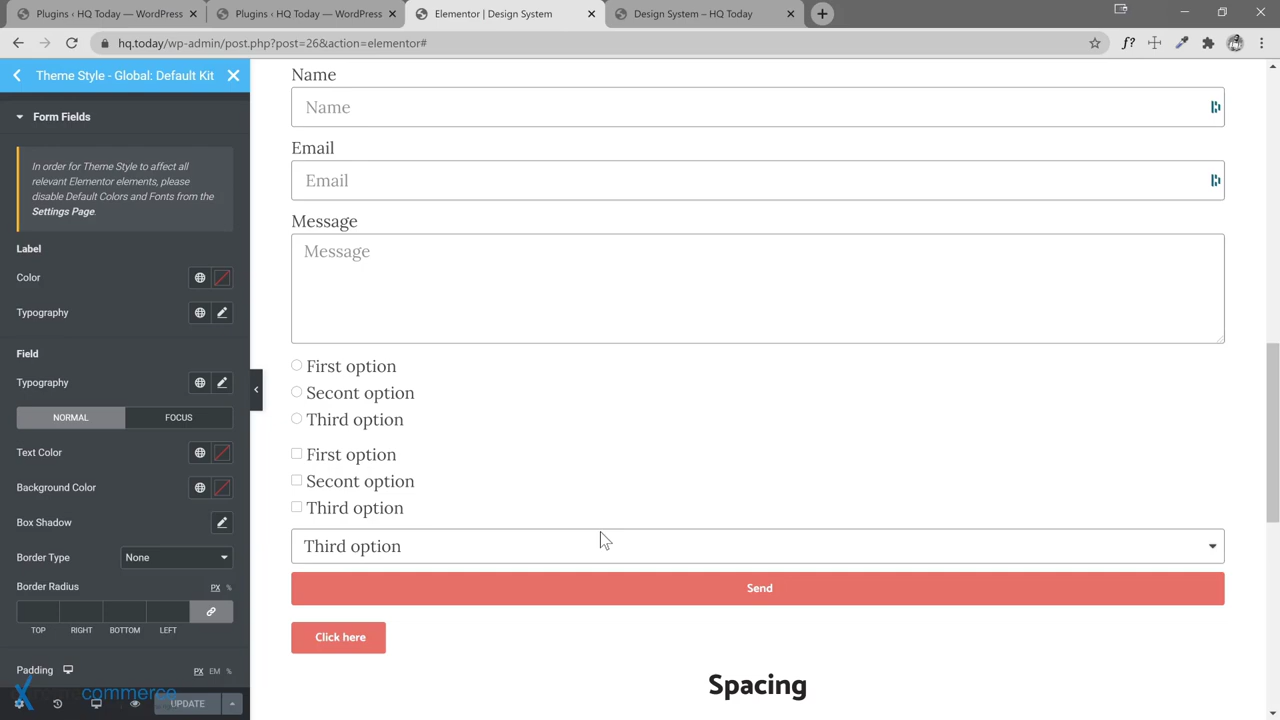 Plugins ‹ HQ Today — WordPress
Plugins ‹ HQ Today — WordPress
Elementor | Design System
Design System – HQ Today
hq.today/wp-admin/post.php?post=26&action=elementor#
Theme Style - Global: Default Kit
Form Fields
In order for Theme Style to affect all
relevant Elementor elements, please
disable Default Colors and Fonts from the
Settings Page.
Label
Color
Typography
Field
Typography
NORMAL
FOCUS
Text Color
Background Color
Box Shadow
Border Type
None
Border Radius
PX %
TOP RIGHT BOTTOM LEFT
Padding
PX EM %
commerce
UPDATE
Name
Name
Email
Email
Message
Message
First option
Secont option
Third option
First option
Secont option
Third option
Third option
Send
Click here
Spacing